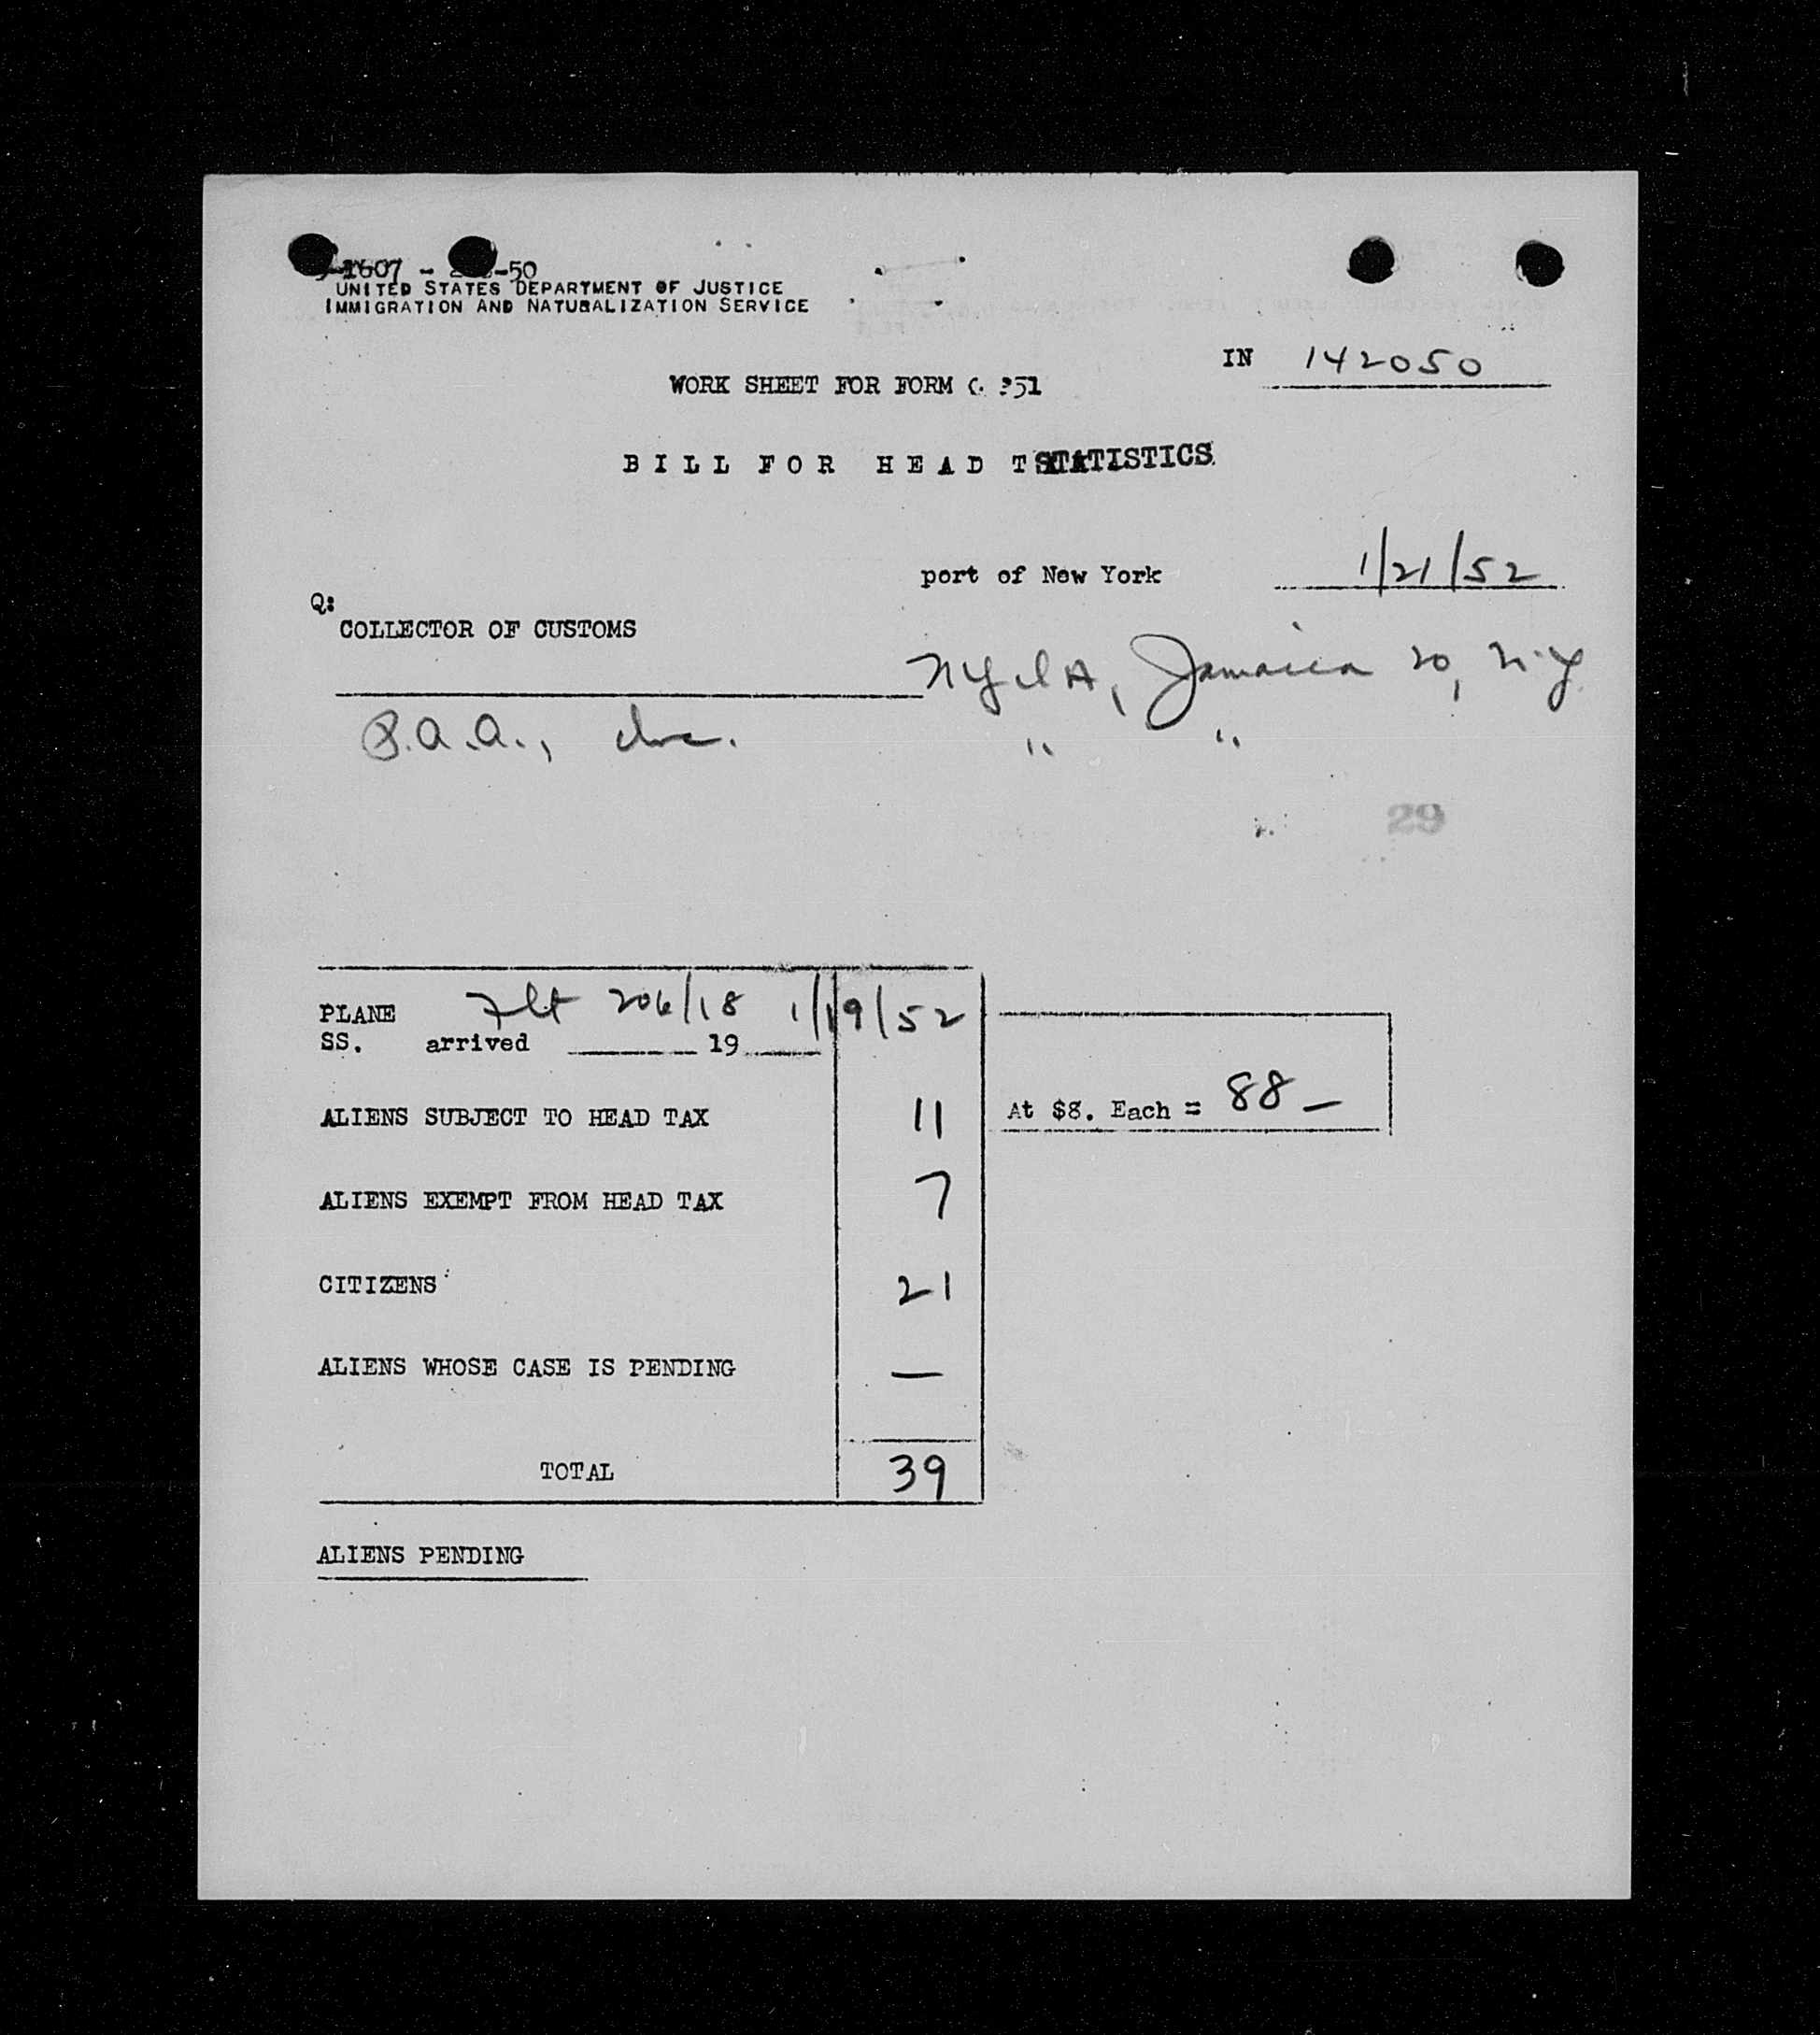 -1607 - -50
UNITED STATES DEPARTMENT OF JUSTICE
IMMIGRATION AND NATURALIZATION SERVICE
IN 142050
WORK SHEET FOR FORM 51
BILL FOR HEAD T STATISTICS
port of New York 1/21/52
Q:
COLLECTOR OF CUSTOMS
NYIA, Jamaica 20, N.Y.
P.A.A., Inc. " "
29
PLANE Flt 206/18 1/19/52
SS. arrived 19
ALIENS SUBJECT TO HEAD TAX 11 At $8. Each = 88 —
ALIENS EXEMPT FROM HEAD TAX 7
CITIZENS 21
ALIENS WHOSE CASE IS PENDING —
TOTAL 39
ALIENS PENDING